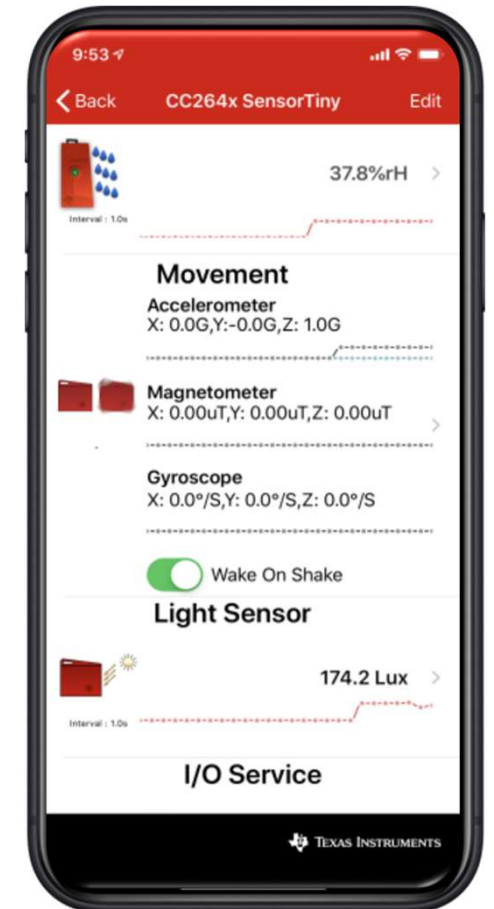 9:53
Back CC264x SensorTiny Edit
37.8%rH
Interval : 1.0s
Movement
Accelerometer
X: 0.0G,Y:-0.0G,Z: 1.0G
Magnetometer
X: 0.00uT,Y: 0.00uT,Z: 0.00uT
Gyroscope
X: 0.0°/S,Y: 0.0°/S,Z: 0.0°/S
Wake On Shake
Light Sensor
174.2 Lux
Interval : 1.0s
I/O Service
TEXAS INSTRUMENTS